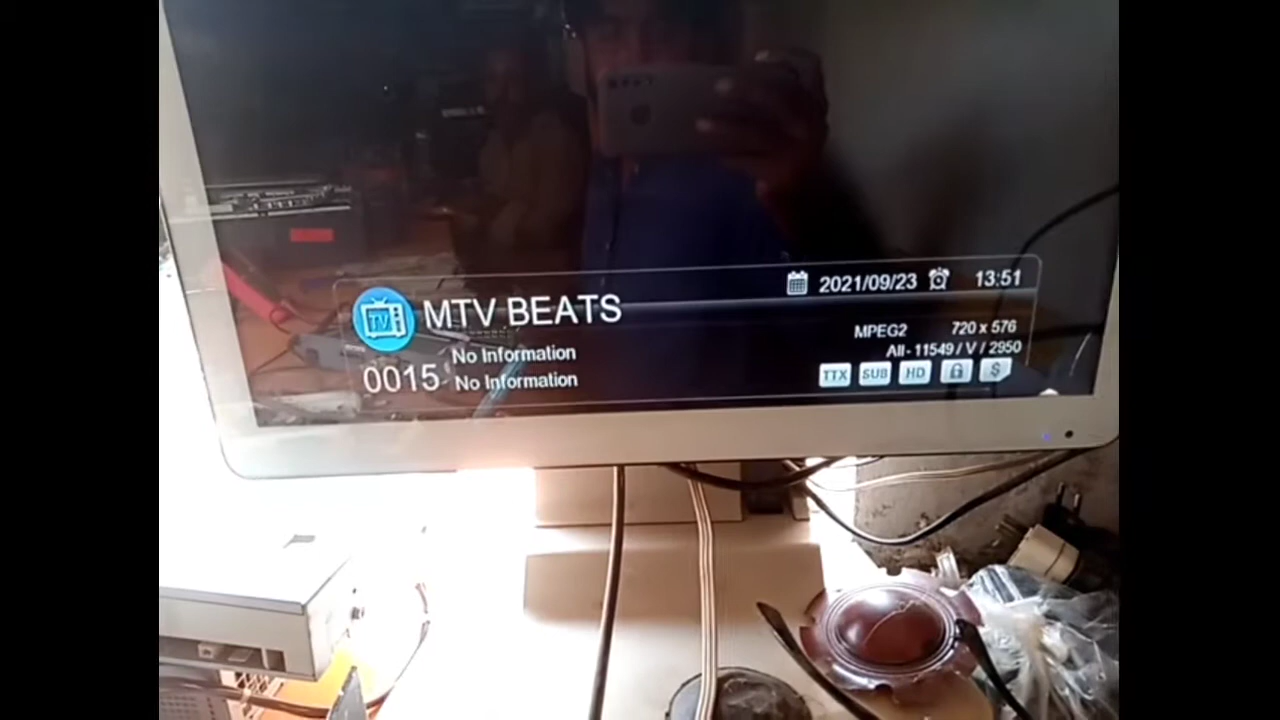 2021/09/23 13:51
TV MTV BEATS
MPEG2 720 x 576
No Information
All - 11549 / V / 2950
0015 No Information
TTX SUB HD $